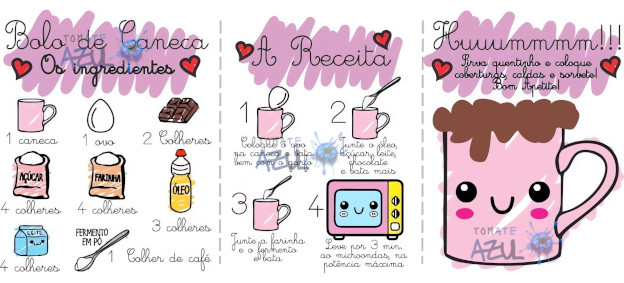 Bolo de Caneca
Os ingredientes
1 caneca
1 ovo
2 Colheres
AÇÚCAR
4 colheres
FARINHA
4 colheres
ÓLEO
3 colheres
LEITE
4 colheres
FERMENTO
EM PÓ
1 Colher de café
TOMATE
AZUL
A Receita
1
Coloque o ovo
na caneca e bata
bem com o garfo
2
Junte o óleo,
açúcar, leite,
chocolate
e bata mais
3
Junte a farinha
e o fermento
e bata
4
Leve por 3 min.
ao microondas, na
potência máxima
TOMATE
AZUL
Huuummmm!!!
Sirva quentinho e coloque
coberturas, caldas e sorvete!
Bom Apetite!
TOMATE
AZUL